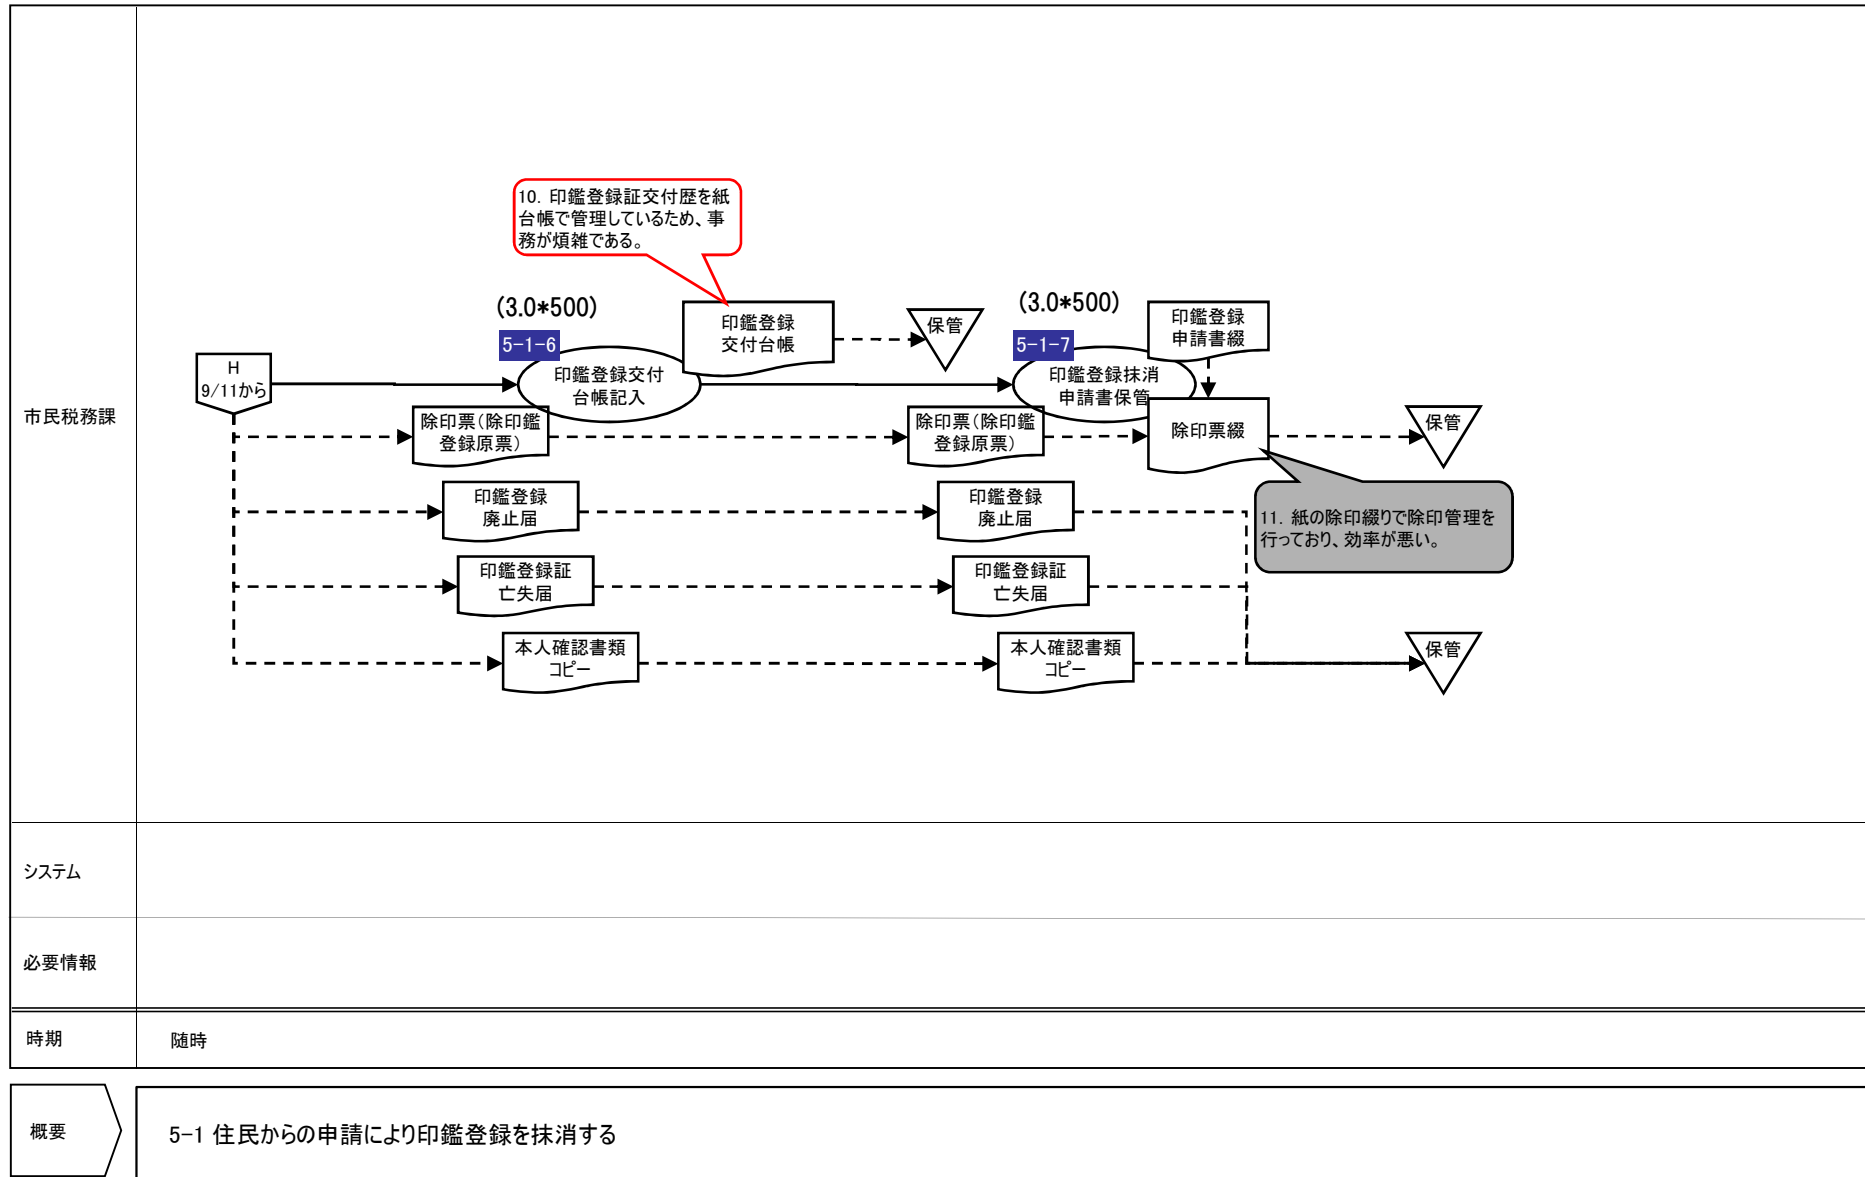 10. 印鑑登録証交付歴を紙
台帳で管理しているため、事
務が煩雑である。
(3.0*500)
5-1-6
印鑑登録交付
台帳記入
印鑑登録
交付台帳
保管
(3.0*500)
5-1-7
印鑑登録抹消
申請書保管
印鑑登録
申請書綴
H
9/11から
市民税務課
除印票(除印鑑
登録原票)
除印票(除印鑑
登録原票)
除印票綴
保管
印鑑登録
廃止届
印鑑登録
廃止届
11. 紙の除印綴りで除印管理を
行っており、効率が悪い。
印鑑登録証
亡失届
印鑑登録証
亡失届
本人確認書類
コピー
本人確認書類
コピー
保管
システム
必要情報
時期
随時
概要
5-1 住民からの申請により印鑑登録を抹消する